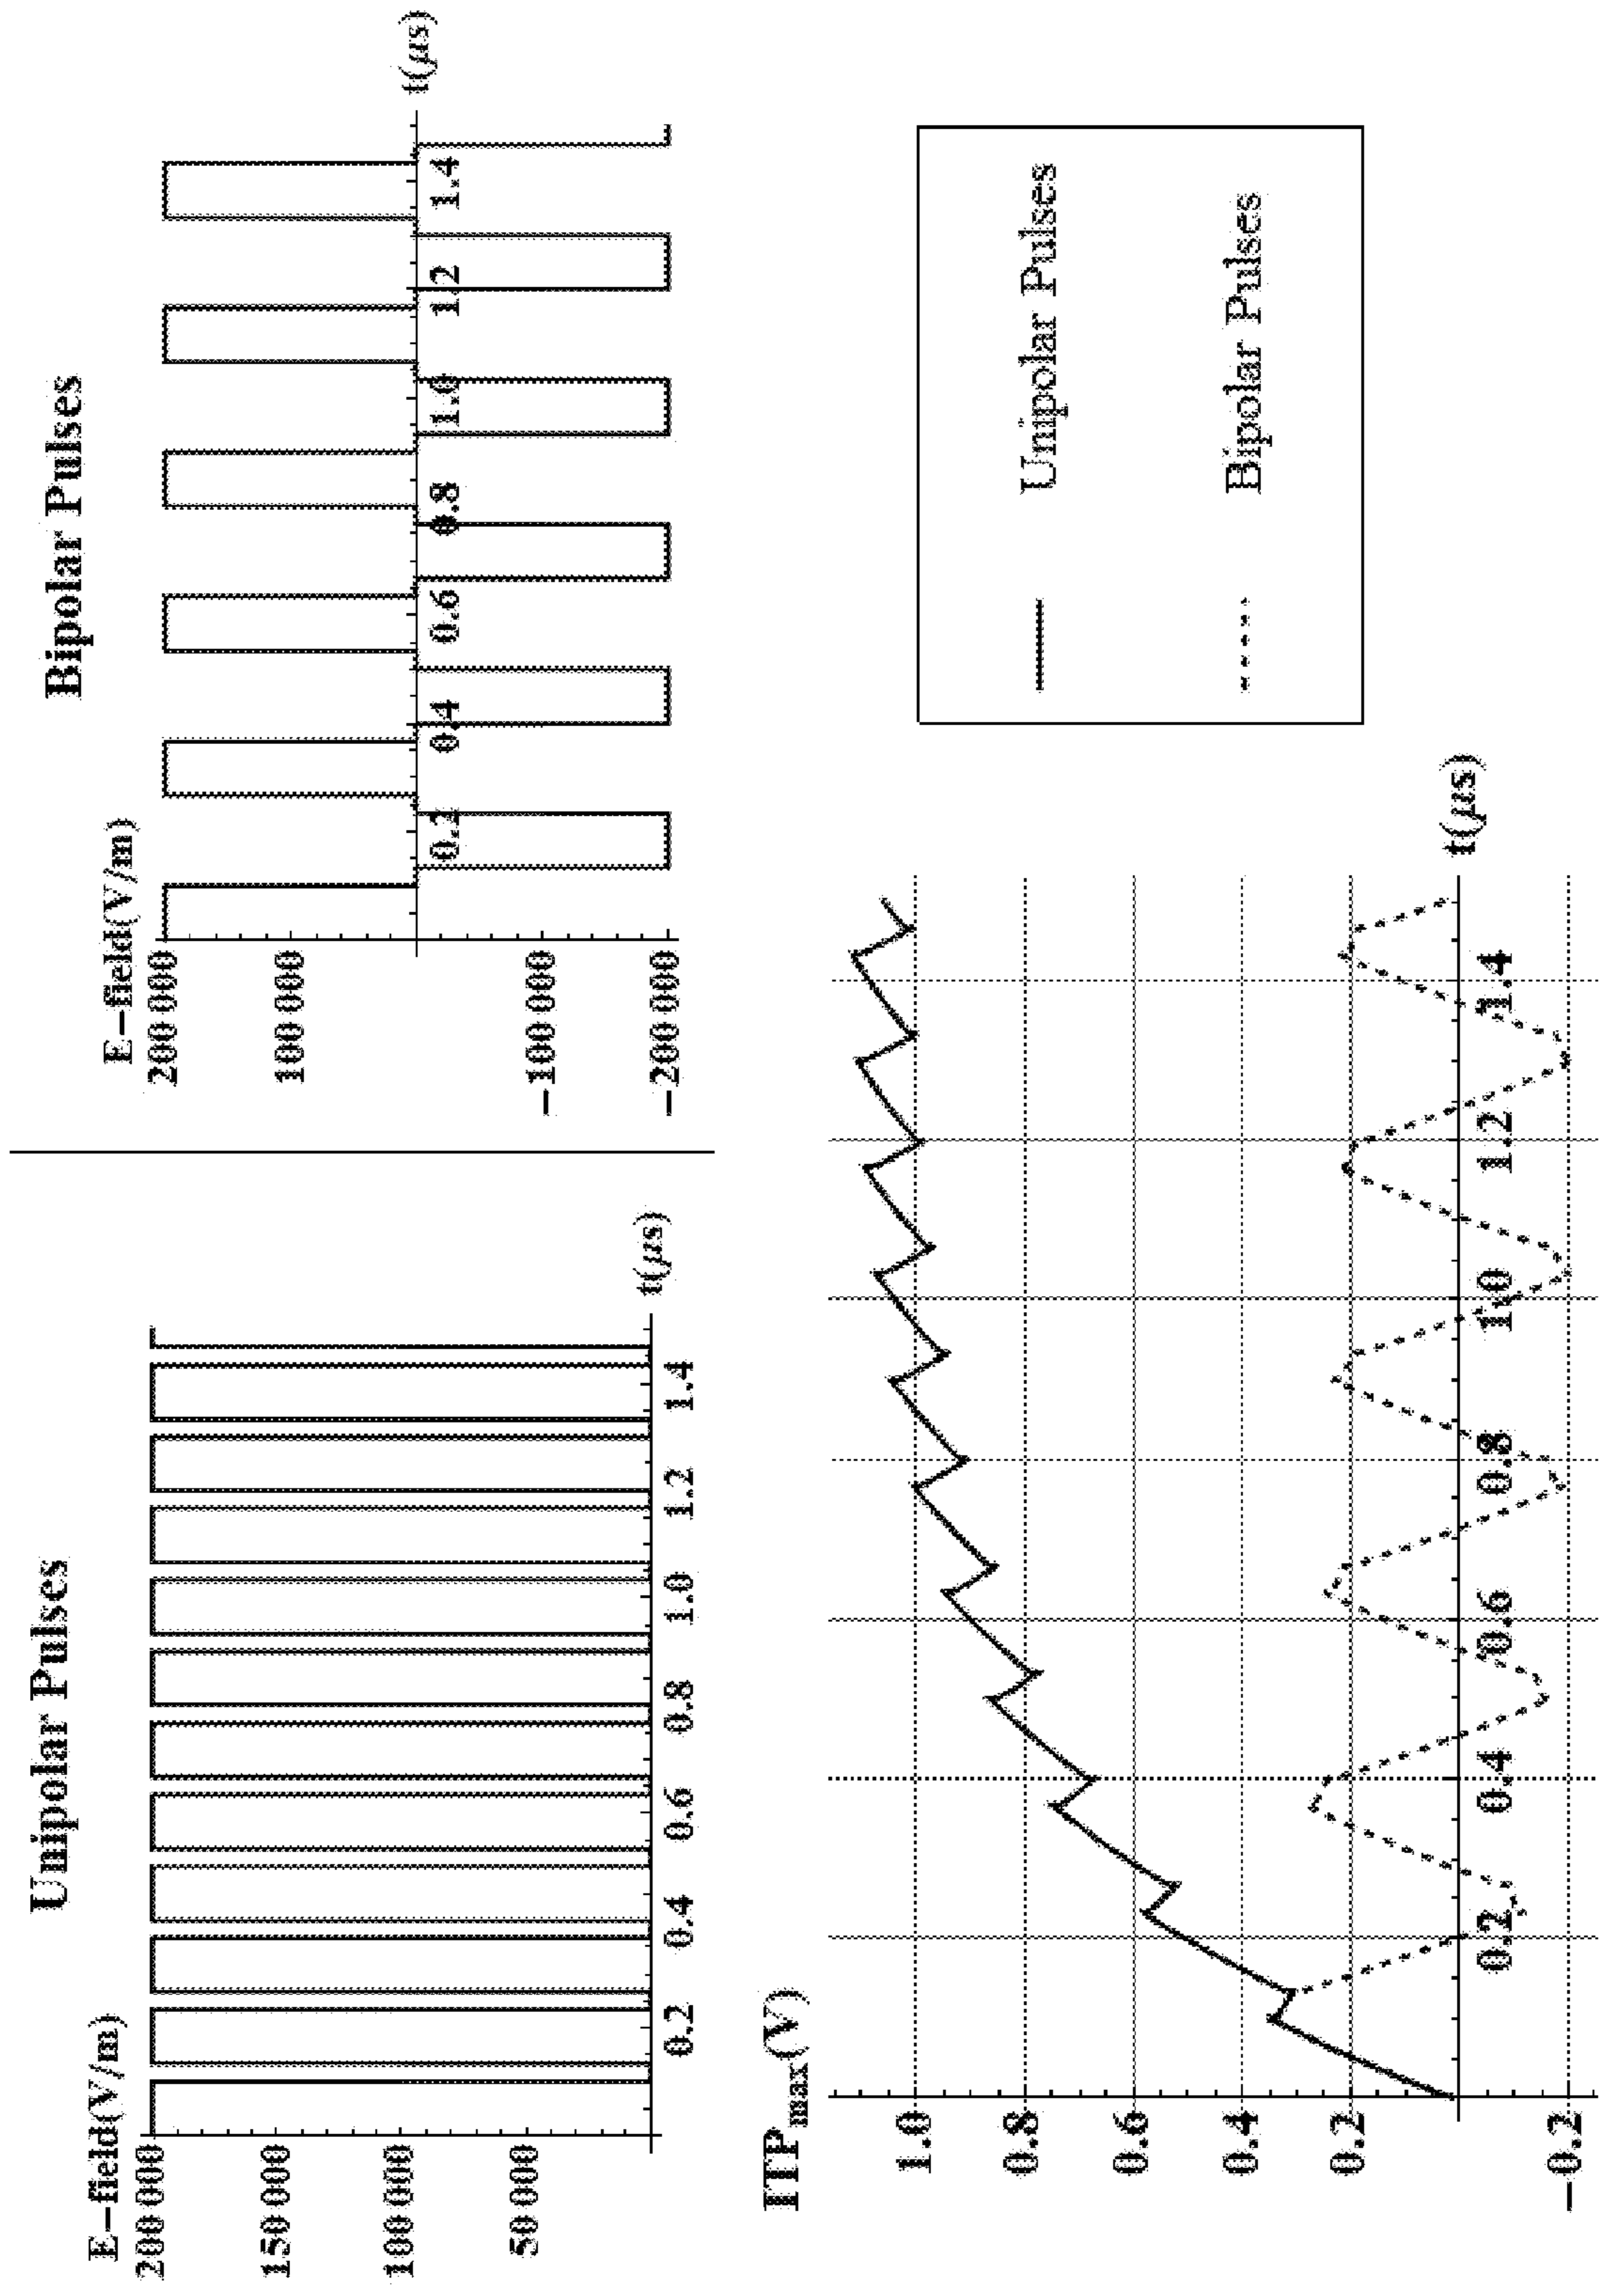 Unipolar Pulses
E−field(V/m)
200 000
150 000
100 000
50 000
0.2 0.4 0.6 0.8 1.0 1.2 1.4
t(μs)
Bipolar Pulses
E−field(V/m)
200 000
100 000
−100 000
−200 000
0.2 0.4 0.6 0.8 1.0 1.2 1.4
t(μs)
ITPmax(V)
1.0
0.8
0.6
0.4
0.2
−0.2
0.2 0.4 0.6 0.8 1.0 1.2 1.4
t(μs)
Unipolar Pulses
Bipolar Pulses